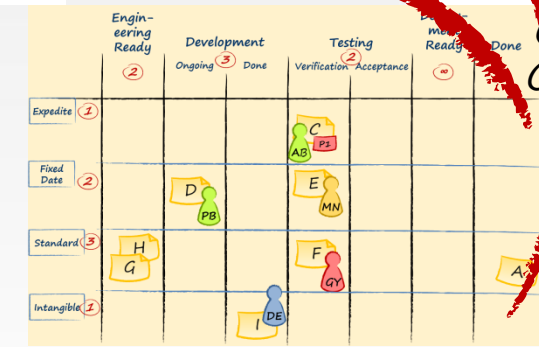 Engin-
eering
Ready
2
Development
3
Ongoing
Done
Testing
2
Verification
Acceptance
Ready
∞
Done
Expedite 1
C
P1
AB
Fixed
Date 2
D
PB
E
MN
Standard 3
H
G
F
GY
A
Intangible 1
I
DE